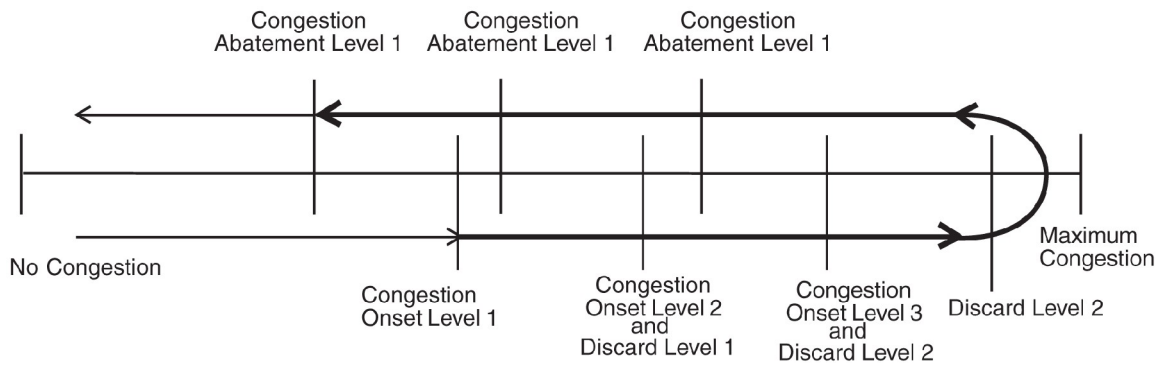 Congestion
Abatement Level 1
Congestion
Abatement Level 1
Congestion
Abatement Level 1
No Congestion
Maximum
Congestion
Congestion
Onset Level 1
Congestion
Onset Level 2
and
Discard Level 1
Congestion
Onset Level 3
and
Discard Level 2
Discard Level 2